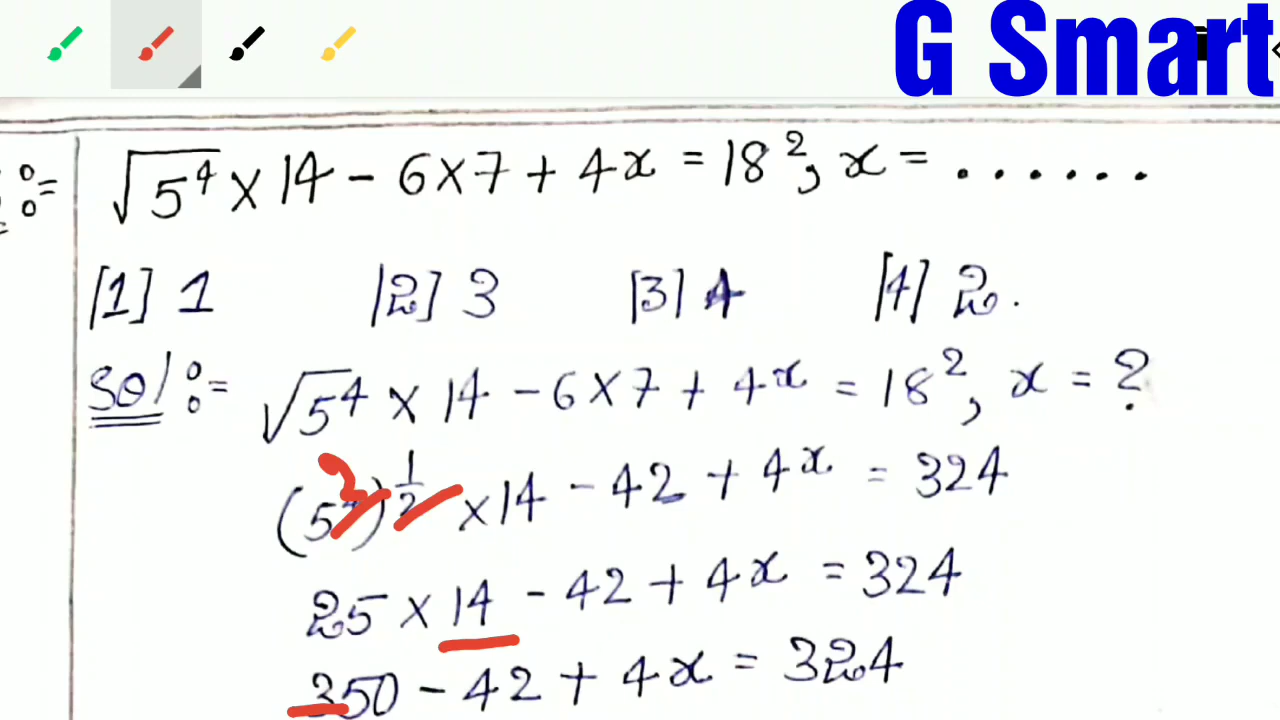 G Smart
√5⁴ × 14 - 6 × 7 + 4x = 18², x = . . . . . .
[1] 1 [2] 3 [3] 4 [4] 2.
Sol := √5⁴ × 14 - 6 × 7 + 4ˣ = 18², x = ?
(5⁴)^½ × 14 - 42 + 4ˣ = 324
25 × 14 - 42 + 4x = 324
350 - 42 + 4x = 324